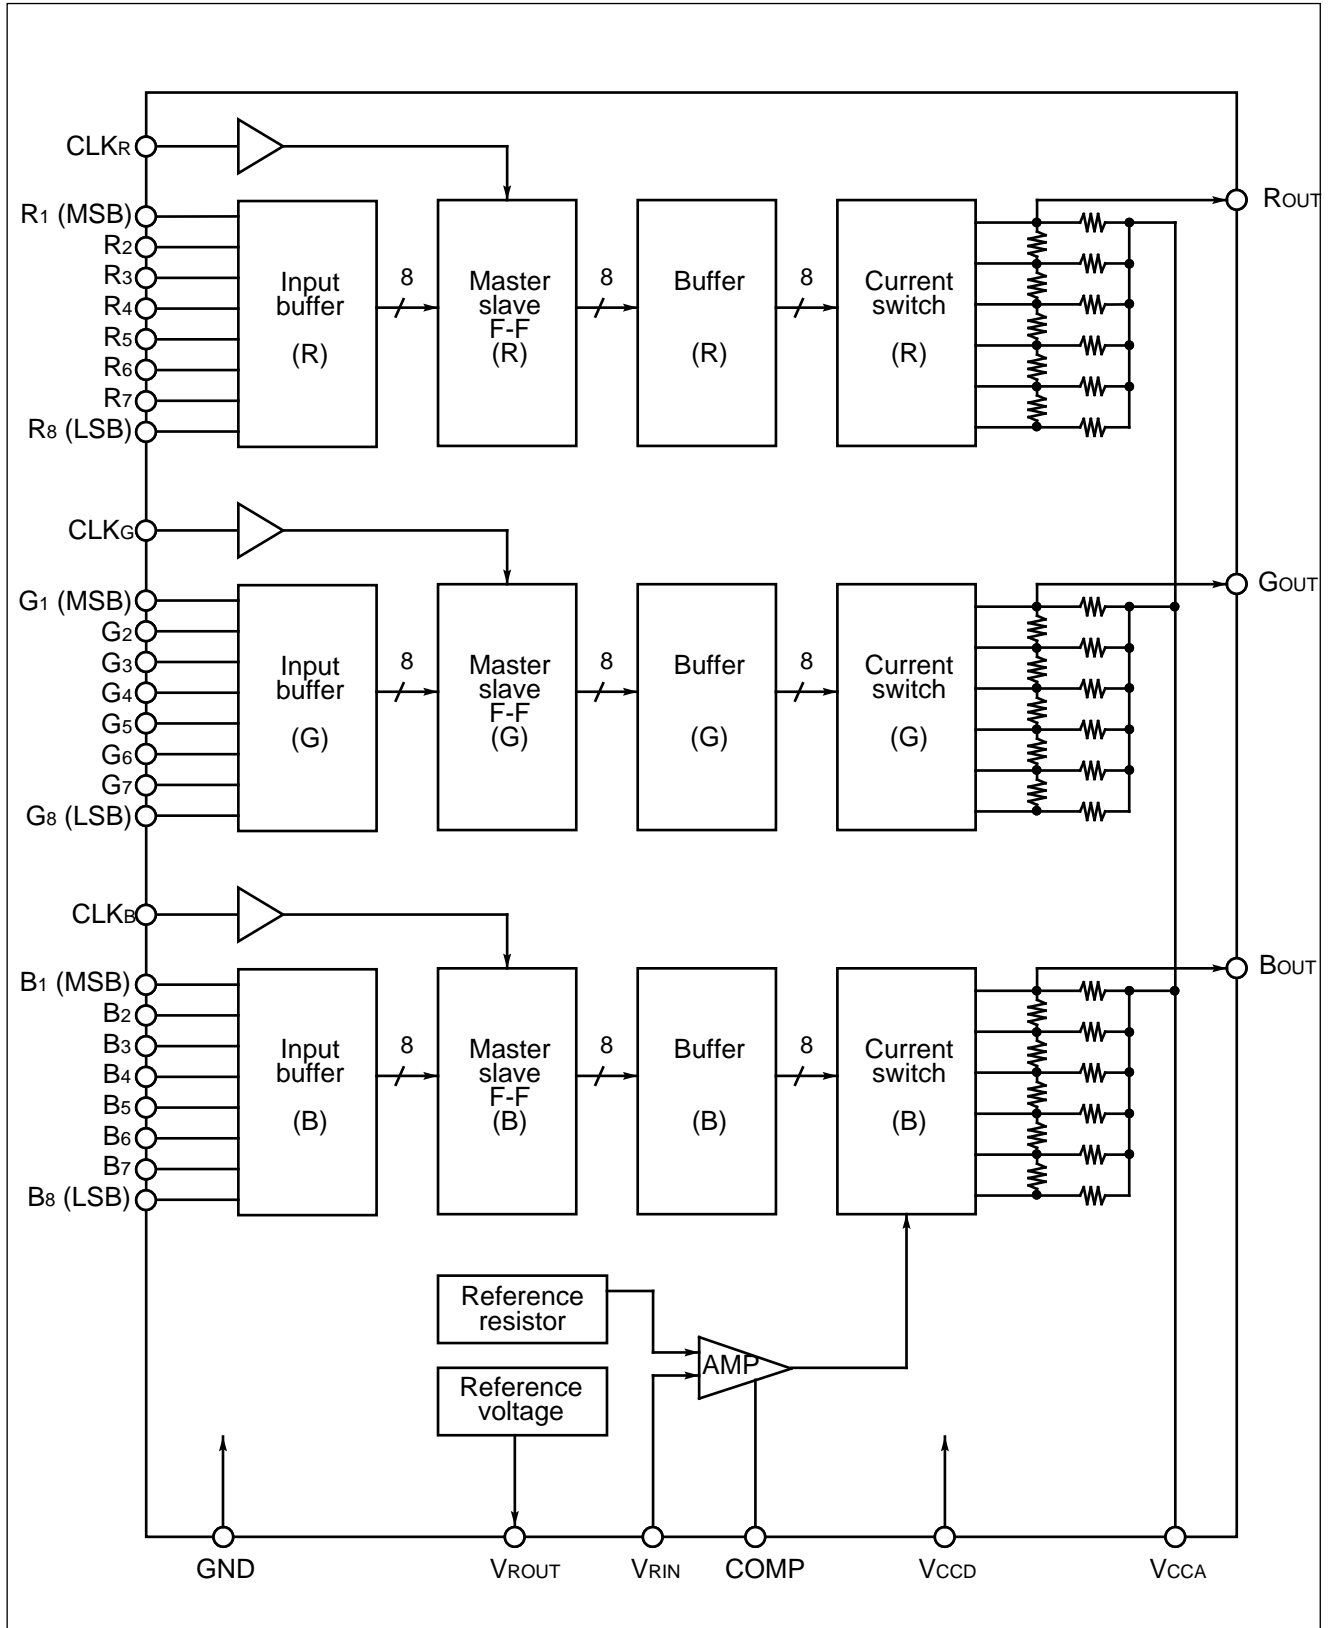 CLKR
R1 (MSB)
R2
R3
R4
R5
R6
R7
R8 (LSB)
Input
buffer
(R)
8
Master
slave
F-F
(R)
8
Buffer
(R)
8
Current
switch
(R)
ROUT
CLKG
G1 (MSB)
G2
G3
G4
G5
G6
G7
G8 (LSB)
Input
buffer
(G)
8
Master
slave
F-F
(G)
8
Buffer
(G)
8
Current
switch
(G)
GOUT
CLKB
B1 (MSB)
B2
B3
B4
B5
B6
B7
B8 (LSB)
Input
buffer
(B)
8
Master
slave
F-F
(B)
8
Buffer
(B)
8
Current
switch
(B)
BOUT
Reference
resistor
AMP
Reference
voltage
GND
VROUT
VRIN
COMP
VCCD
VCCA